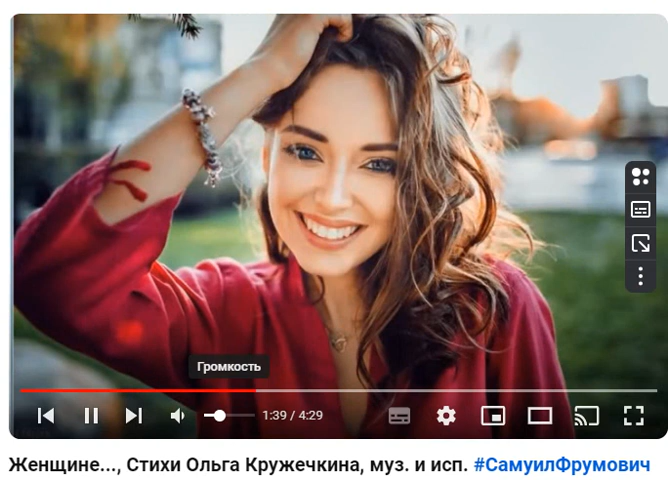 Громкость
1:39 / 4:29
Женщине..., Стихи Ольга Кружечкина, муз. и исп. #СамуилФрумович